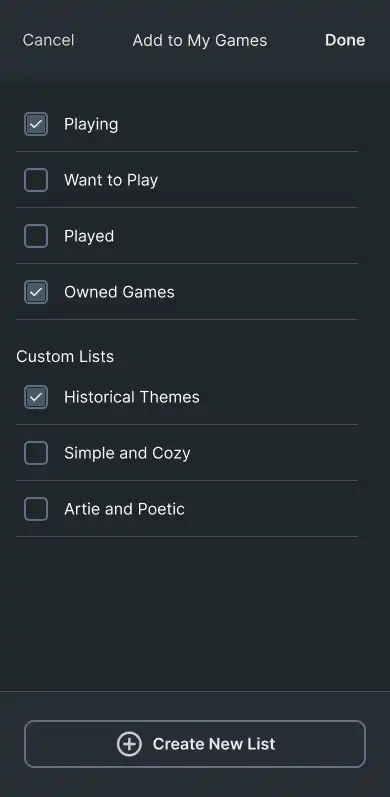 Cancel Add to My Games Done
Playing
Want to Play
Played
Owned Games
Custom Lists
Historical Themes
Simple and Cozy
Artie and Poetic
Create New List